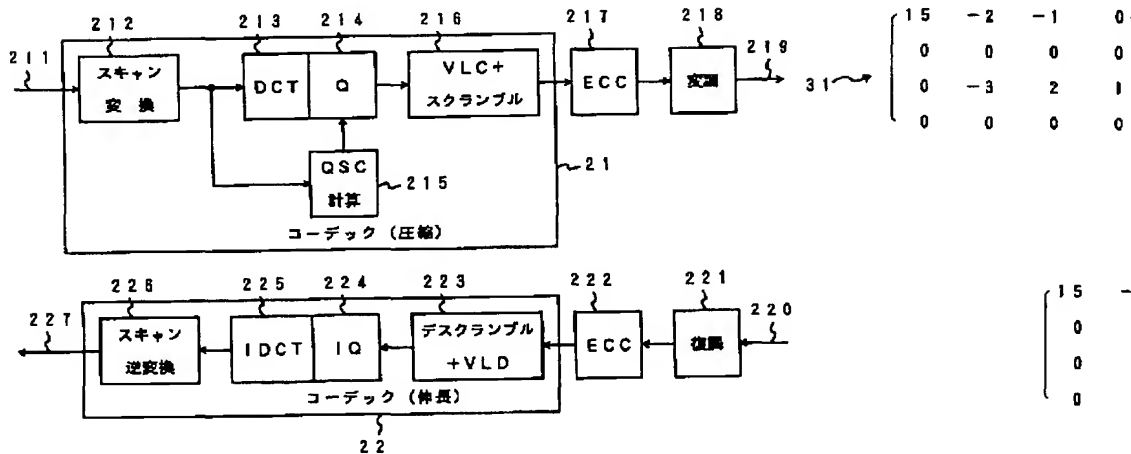 212 213 214 216 217 218
211 219
スキャン
変換
DCT Q
VLC+
スクランブル
ECC 変調
QSC
計算
215
21
コーデック (圧縮)
31
15 -2 -1 0
0 0 0 0
0 -3 2 1
0 0 0 0
226 225 224 223 222 221
227 220
スキャン
逆変換
IDCT IQ
デスクランブル
+VLD
ECC 復調
コーデック (伸長)
22
15 -
0
0
0